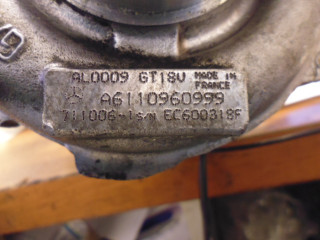 AL0009 GT18V MADE IN
FRANCE
A6110960999
711006-1 S/N EC600318F